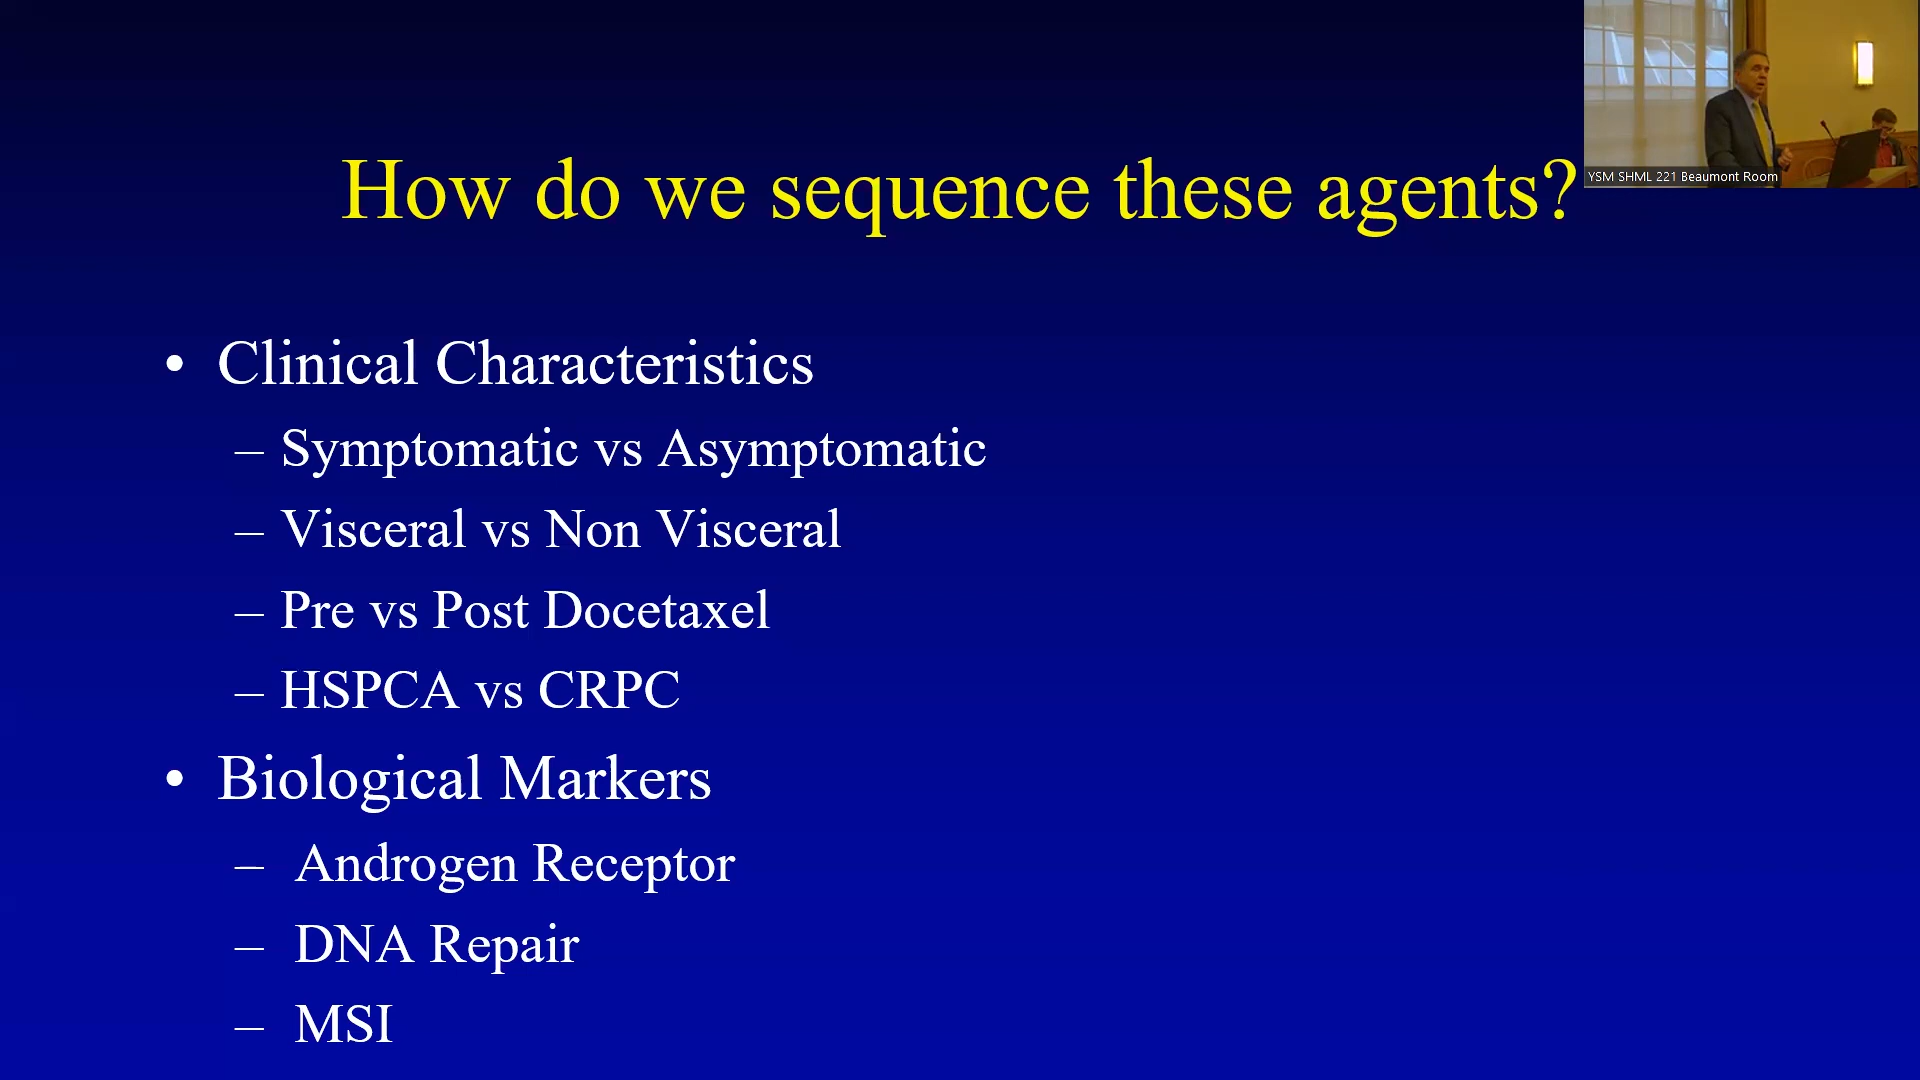 How do we sequence these agents?
YSM SHML 221 Beaumont Room
• Clinical Characteristics
– Symptomatic vs Asymptomatic
– Visceral vs Non Visceral
– Pre vs Post Docetaxel
– HSPCA vs CRPC
• Biological Markers
– Androgen Receptor
– DNA Repair
– MSI